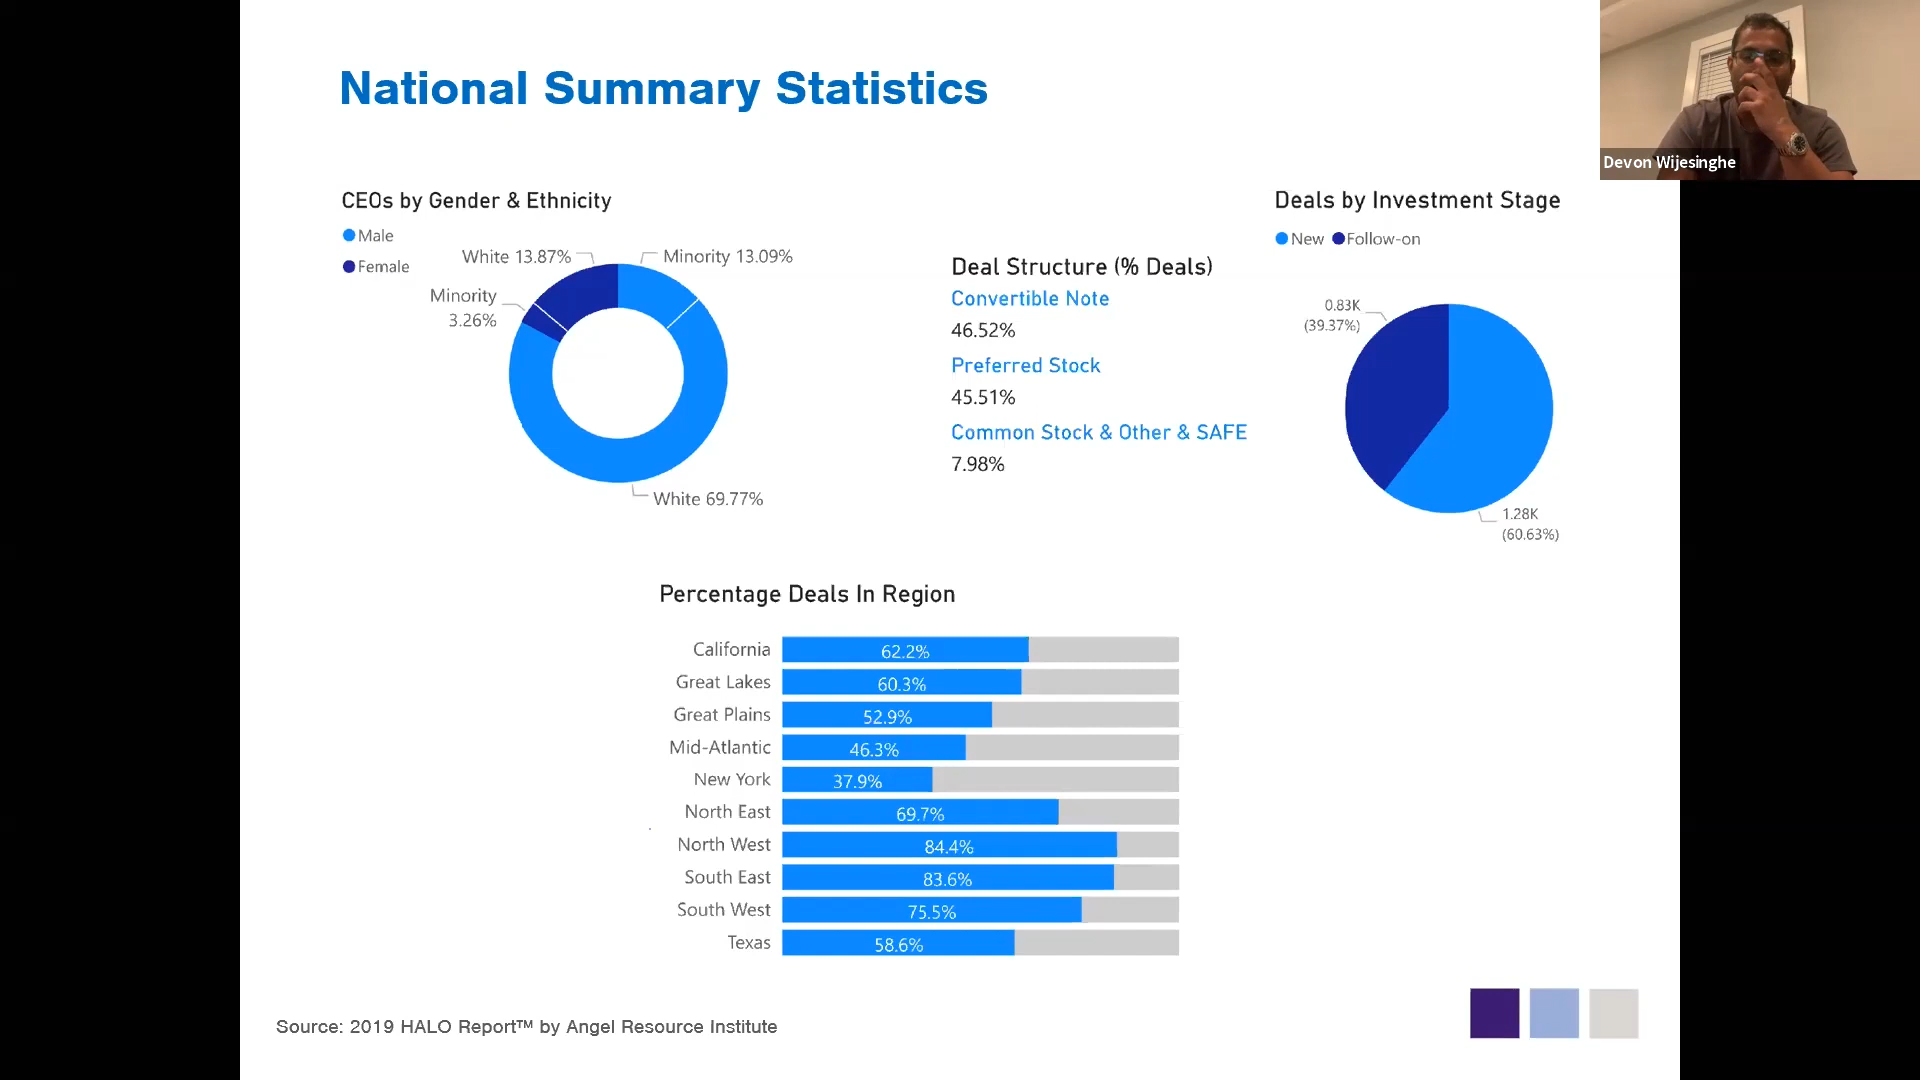 National Summary Statistics
Devon Wijesinghe
CEOs by Gender & Ethnicity
Male
Female
White 13.87%
Minority 13.09%
Minority
3.26%
White 69.77%
Deal Structure (% Deals)
Convertible Note
46.52%
Preferred Stock
45.51%
Common Stock & Other & SAFE
7.98%
Deals by Investment Stage
New Follow-on
0.83K
(39.37%)
1.28K
(60.63%)
Percentage Deals In Region
California 62.2%
Great Lakes 60.3%
Great Plains 52.9%
Mid-Atlantic 46.3%
New York 37.9%
North East 69.7%
North West 84.4%
South East 83.6%
South West 75.5%
Texas 58.6%
Source: 2019 HALO Report™ by Angel Resource Institute